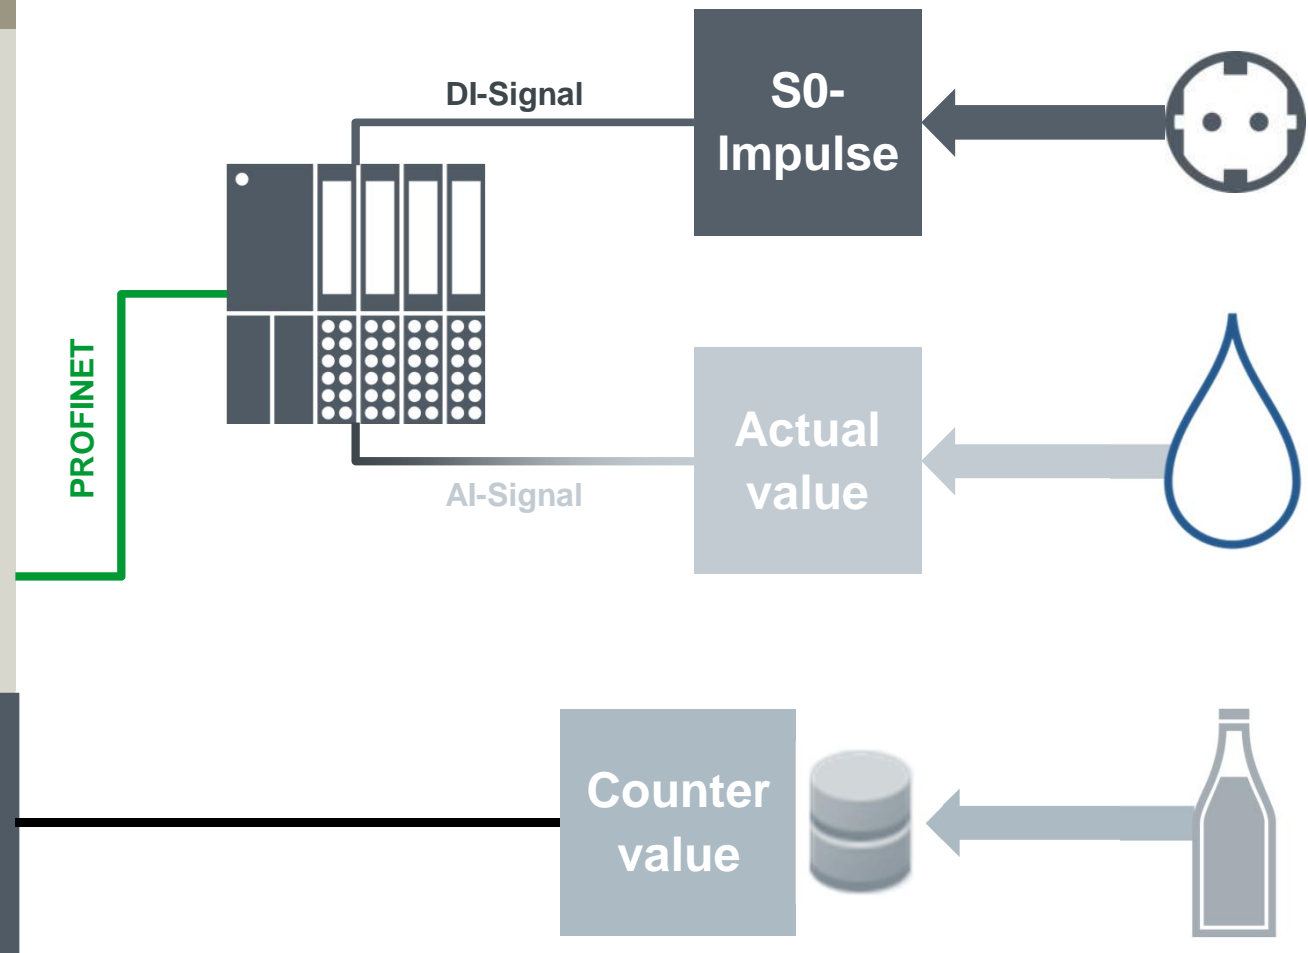 DI-Signal
S0-
Impulse
PROFINET
Actual
value
AI-Signal
Counter
value